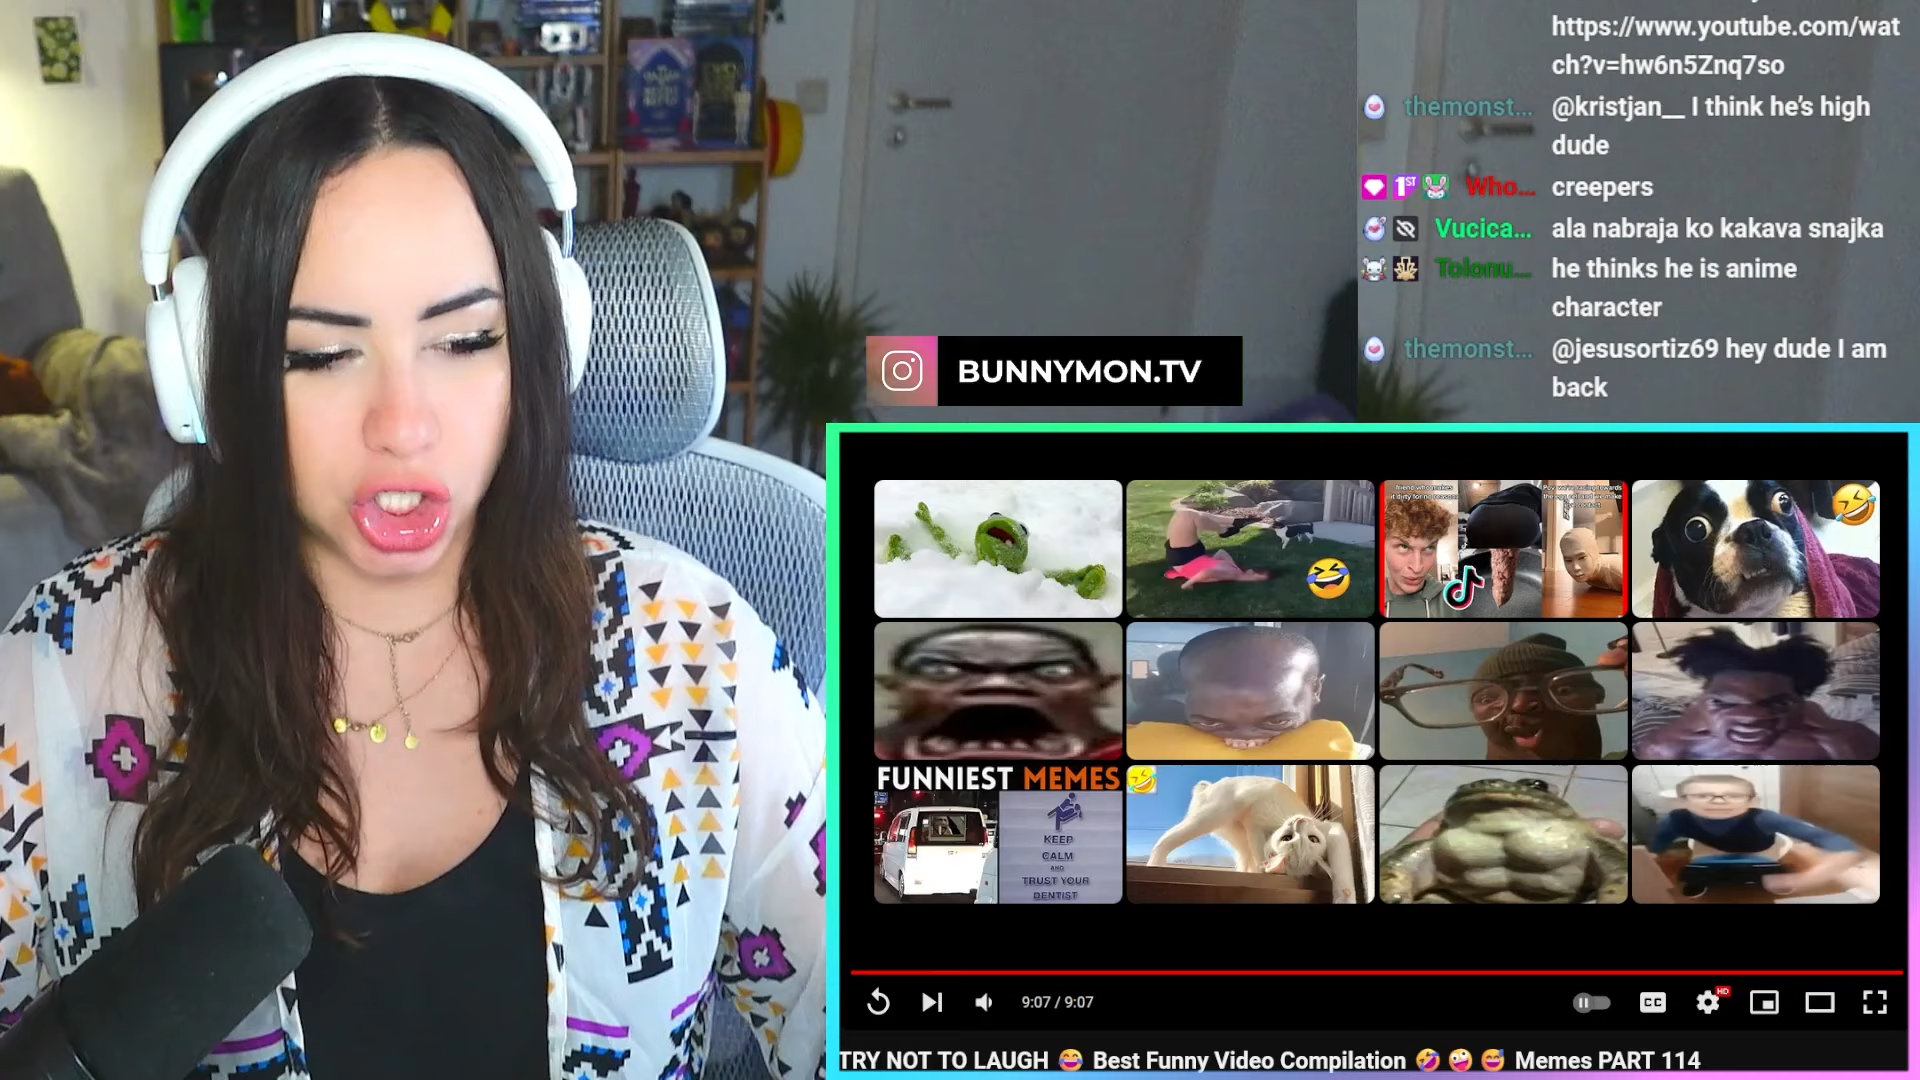 https://www.youtube.com/wat
ch?v=hw6n5Znq7so
themonst... @kristjan__ I think he's high
dude
1ST Who... creepers
Vucica... ala nabraja ko kakava snajka
Tolonu... he thinks he is anime
character
themonst... @jesusortiz69 hey dude I am
back
BUNNYMON.TV
FUNNIEST MEMES
KEEP
CALM
AND
TRUST YOUR
DENTIST
9:07 / 9:07
CC
HD
TRY NOT TO LAUGH 😂 Best Funny Video Compilation 🤣 🤪 😅 Memes PART 114